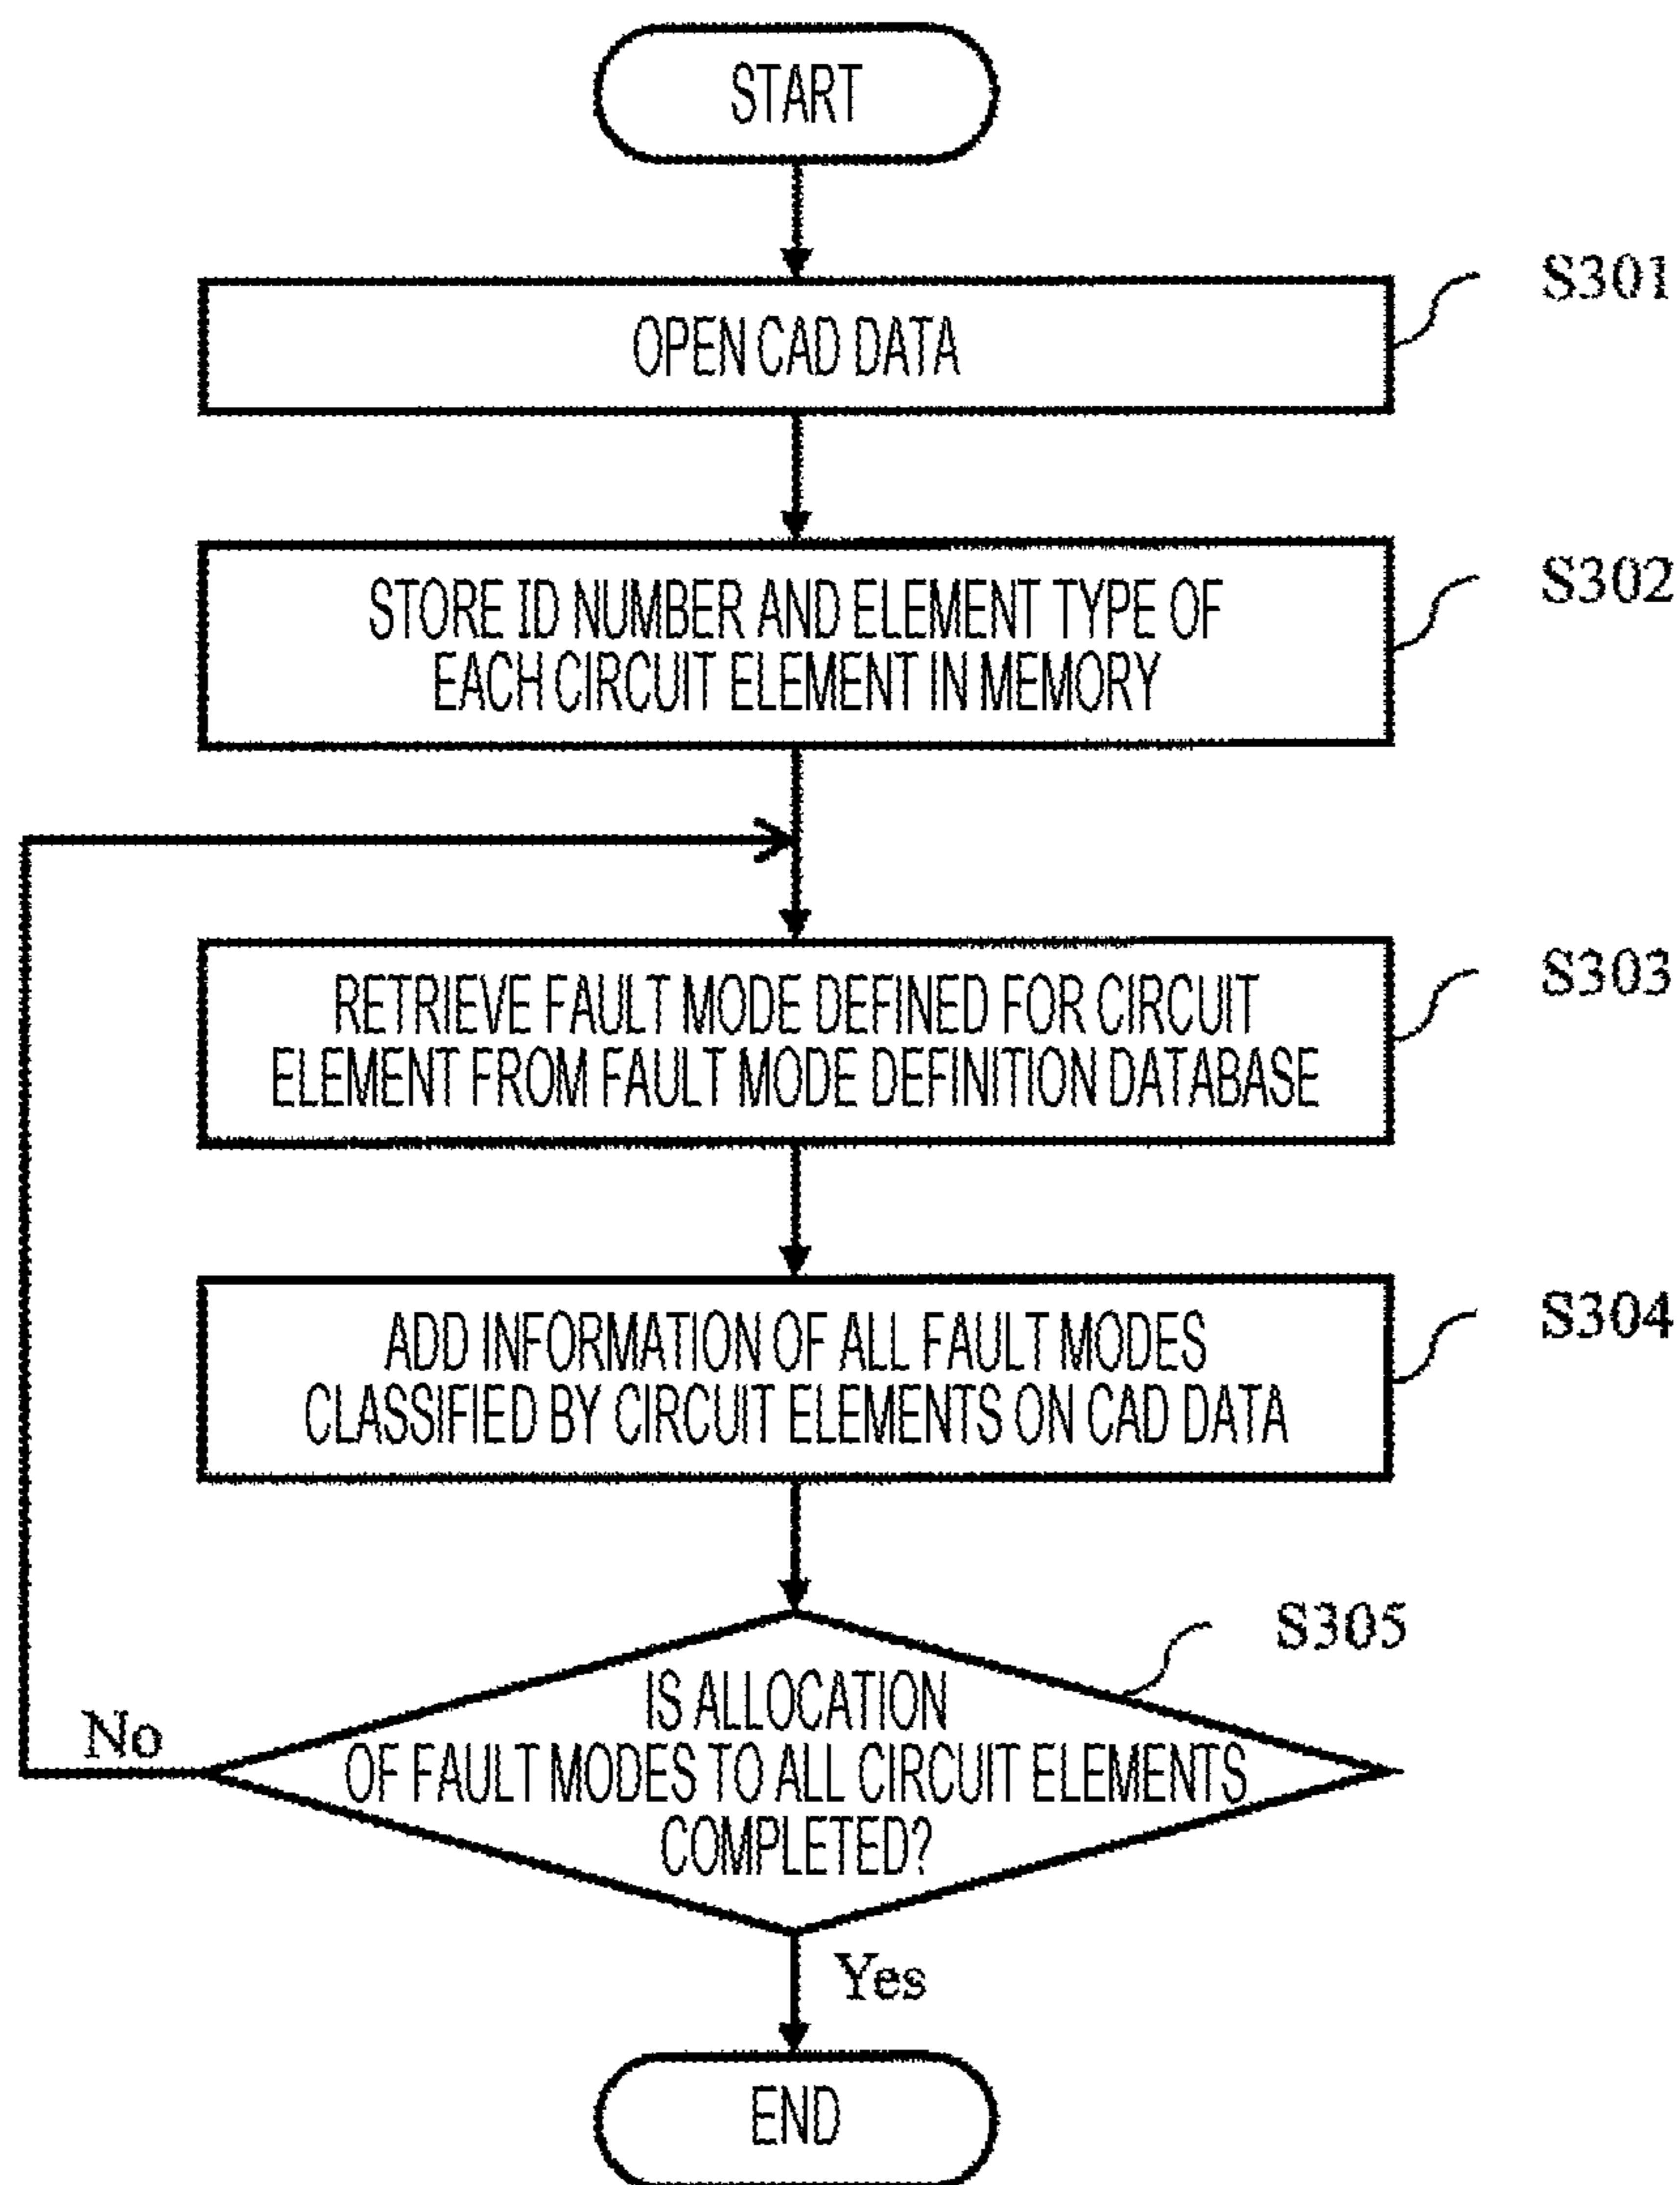 START
OPEN CAD DATA
S301
STORE ID NUMBER AND ELEMENT TYPE OF
EACH CIRCUIT ELEMENT IN MEMORY
S302
RETRIEVE FAULT MODE DEFINED FOR CIRCUIT
ELEMENT FROM FAULT MODE DEFINITION DATABASE
S303
ADD INFORMATION OF ALL FAULT MODES
CLASSIFIED BY CIRCUIT ELEMENTS ON CAD DATA
S304
S305
IS ALLOCATION
OF FAULT MODES TO ALL CIRCUIT ELEMENTS
COMPLETED?
No
Yes
END